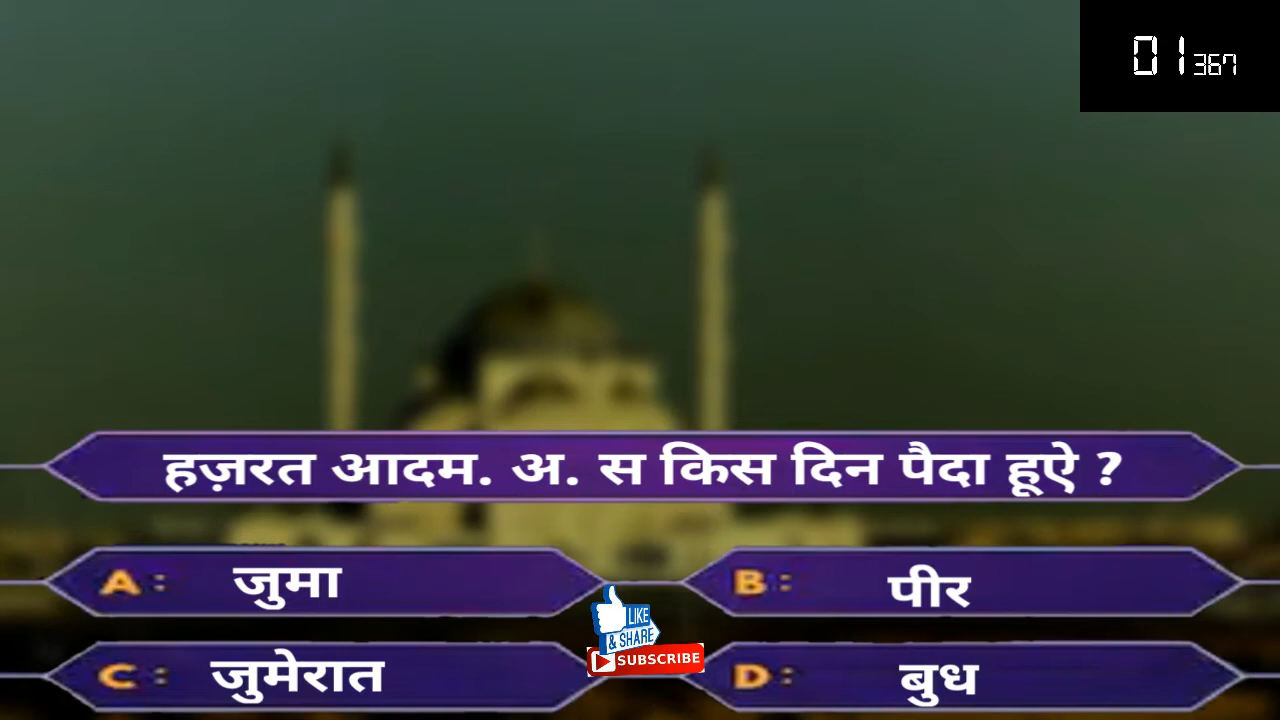 01 367
हज़रत आदम. अ. स किस दिन पैदा हूऐ ?
A : जुमा
B : पीर
C : जुमेरात
D : बुध
LIKE
& SHARE
SUBSCRIBE